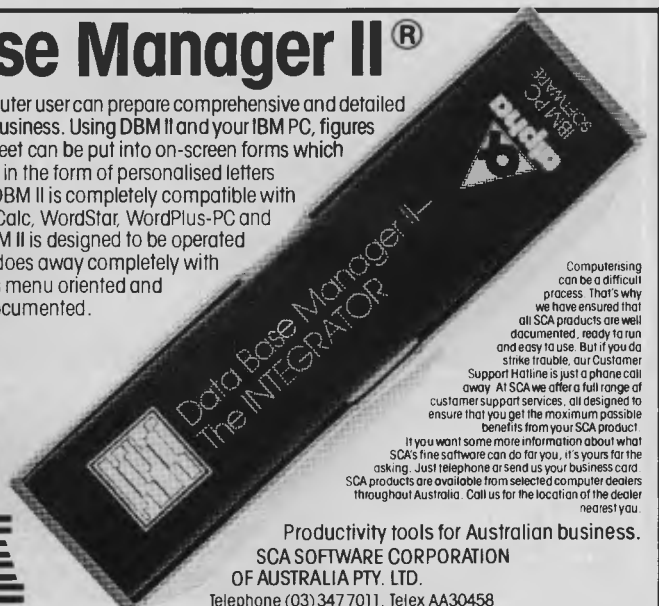 se Manager II®
uter user can prepare comprehensive and detailed
usiness. Using DBM II and your IBM PC, figures
eet can be put into on-screen forms which
in the form of personalised letters
DBM II is completely compatible with
Calc, WordStar, WordPlus-PC and
M II is designed to be operated
does away completely with
menu oriented and
cumented.
Data Base Manager II
The INTEGRATOR
alpha
IBM PC
SOFTWARE
Computerising
can be a difficult
process. That's why
we have ensured that
all SCA products are well
documented, ready to run
and easy to use. But if you do
strike trouble, our Customer
Support Hotline is just a phone call
away. At SCA we offer a full range of
customer support services, all designed to
ensure that you get the maximum possible
benefits from your SCA product.
If you want some more information about what
SCA's fine software can do for you, it's yours for the
asking. Just telephone or send us your business card.
SCA products are available from selected computer dealers
throughout Australia. Call us for the location of the dealer
nearest you.
Productivity tools for Australian business.
SCA SOFTWARE CORPORATION
OF AUSTRALIA PTY. LTD.
Telephone (03) 347 7011, Telex AA30458